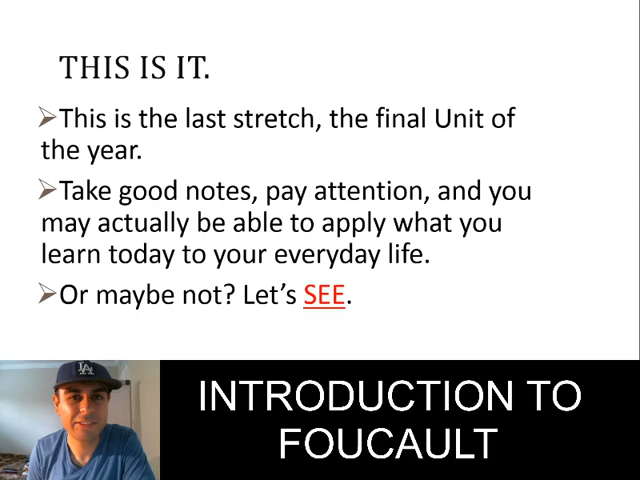 THIS IS IT.
➢This is the last stretch, the final Unit of
the year.
➢Take good notes, pay attention, and you
may actually be able to apply what you
learn today to your everyday life.
➢Or maybe not? Let's SEE.
LA
INTRODUCTION TO
FOUCAULT